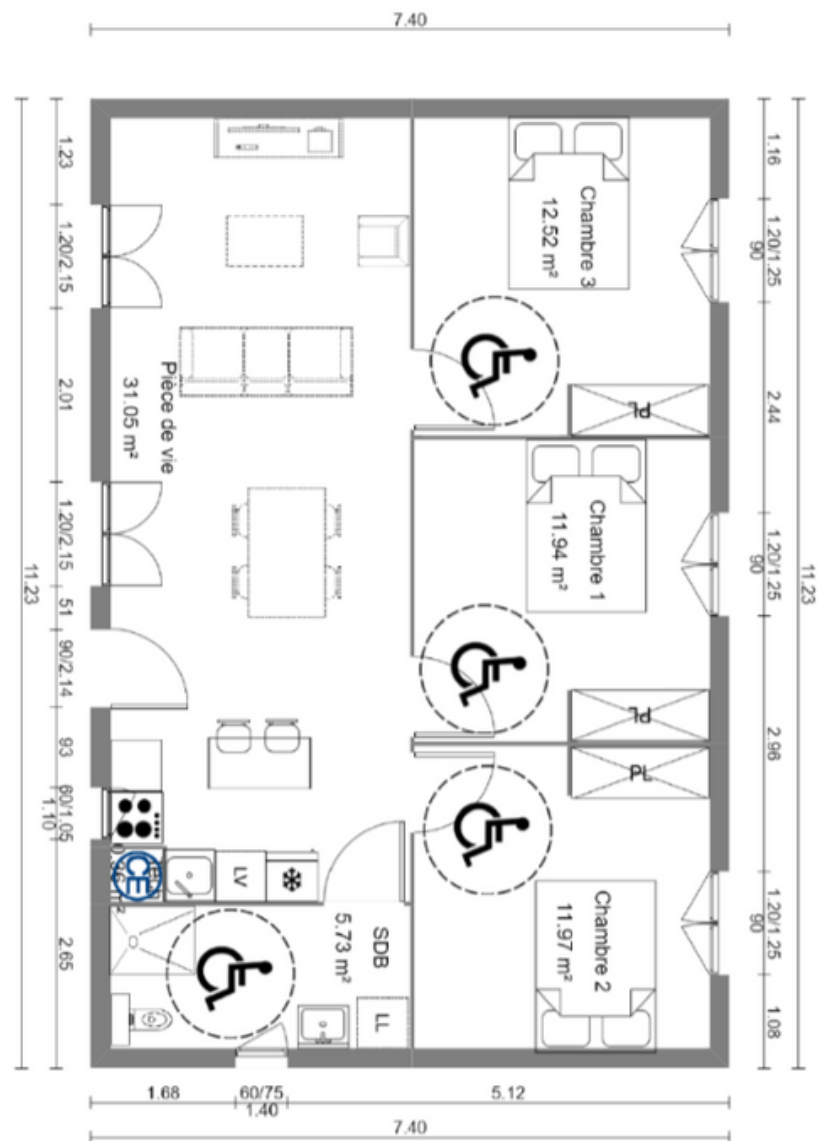 7.40
1.23
1.20/2.15
2.01
1.20/2.15
51
90/2.14
93
60/1.05
1.10
2.65
11.23
Chambre 3
12.52 m²
PL
Pièce de vie
31.05 m²
Chambre 1
11.94 m²
PL
PL
Chambre 2
11.97 m²
CE
LV
SDB
5.73 m²
LL
1.16
1.20/1.25
90
2.44
1.20/1.25
90
2.96
1.20/1.25
90
1.08
11.23
1.68
60/75
1.40
5.12
7.40